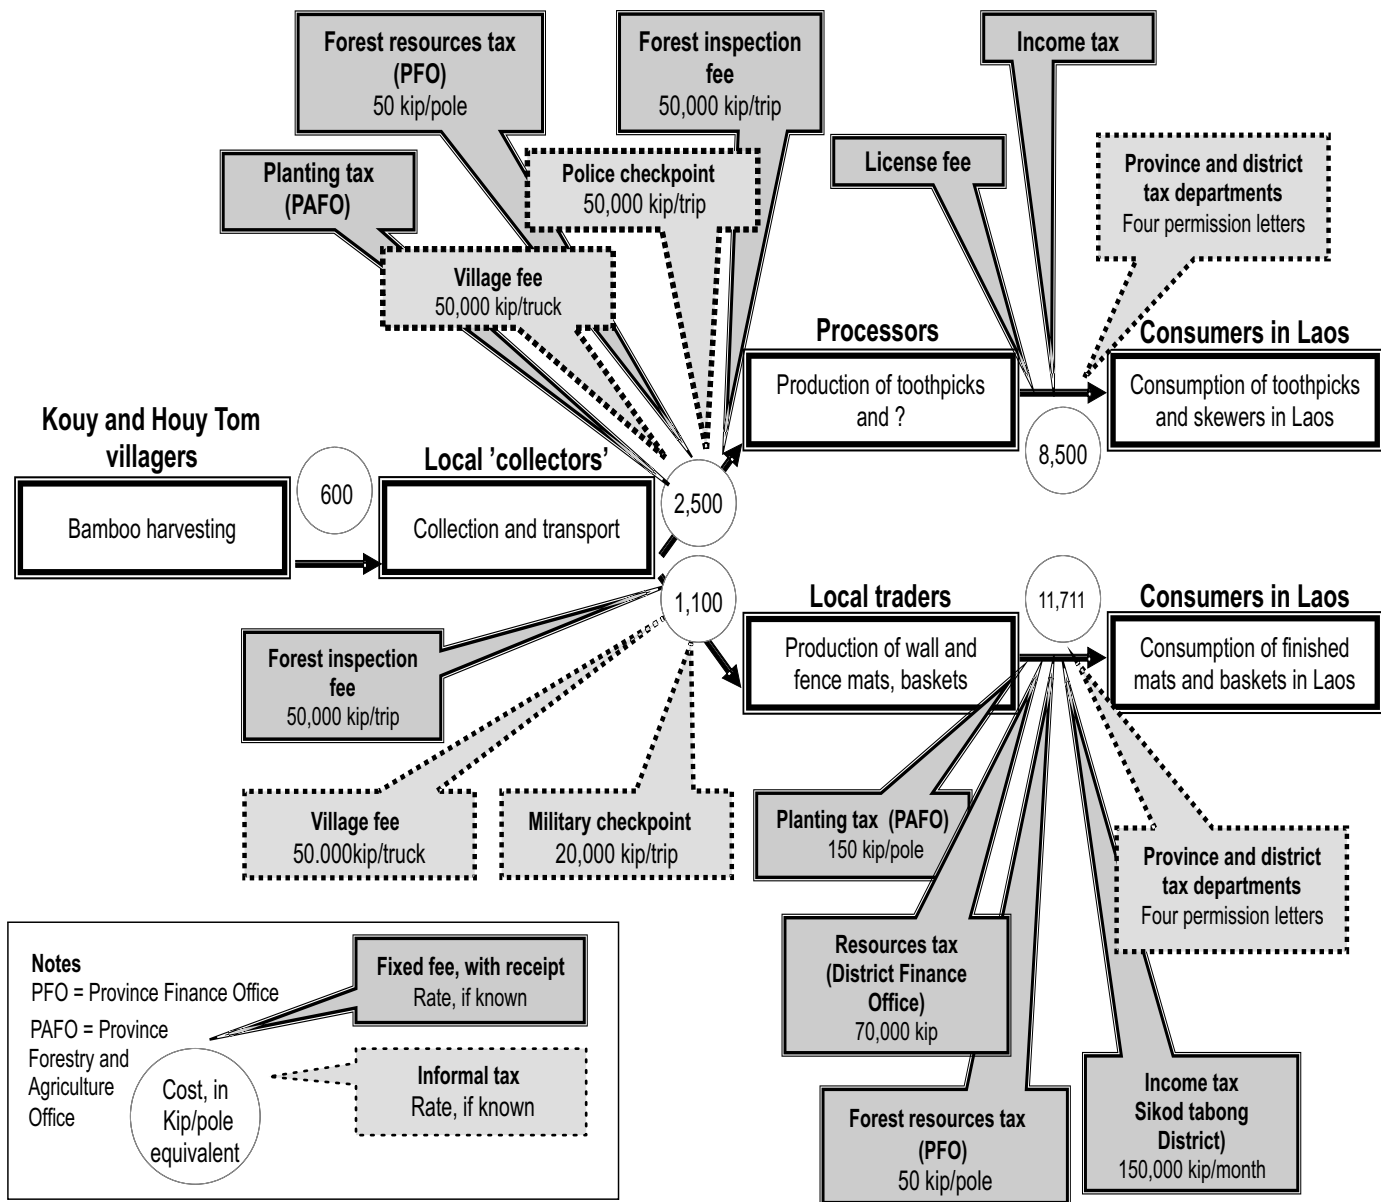 Forest resources tax
(PFO)
50 kip/pole
Forest inspection
fee
50,000 kip/trip
Income tax
Planting tax
(PAFO)
Police checkpoint
50,000 kip/trip
License fee
Province and district
tax departments
Four permission letters
Village fee
50,000 kip/truck
Processors
Production of toothpicks
and ?
Consumers in Laos
Consumption of toothpicks
and skewers in Laos
8,500
Kouy and Houy Tom
villagers
Bamboo harvesting
600
Local 'collectors'
Collection and transport
2,500
1,100
Local traders
Production of wall and
fence mats, baskets
11,711
Consumers in Laos
Consumption of finished
mats and baskets in Laos
Forest inspection
fee
50,000 kip/trip
Village fee
50.000kip/truck
Military checkpoint
20,000 kip/trip
Planting tax (PAFO)
150 kip/pole
Province and district
tax departments
Four permission letters
Resources tax
(District Finance
Office)
70,000 kip
Forest resources tax
(PFO)
50 kip/pole
Income tax
Sikod tabong
District)
150,000 kip/month
Notes
PFO = Province Finance Office
PAFO = Province
Forestry and
Agriculture
Office
Cost, in
Kip/pole
equivalent
Fixed fee, with receipt
Rate, if known
Informal tax
Rate, if known